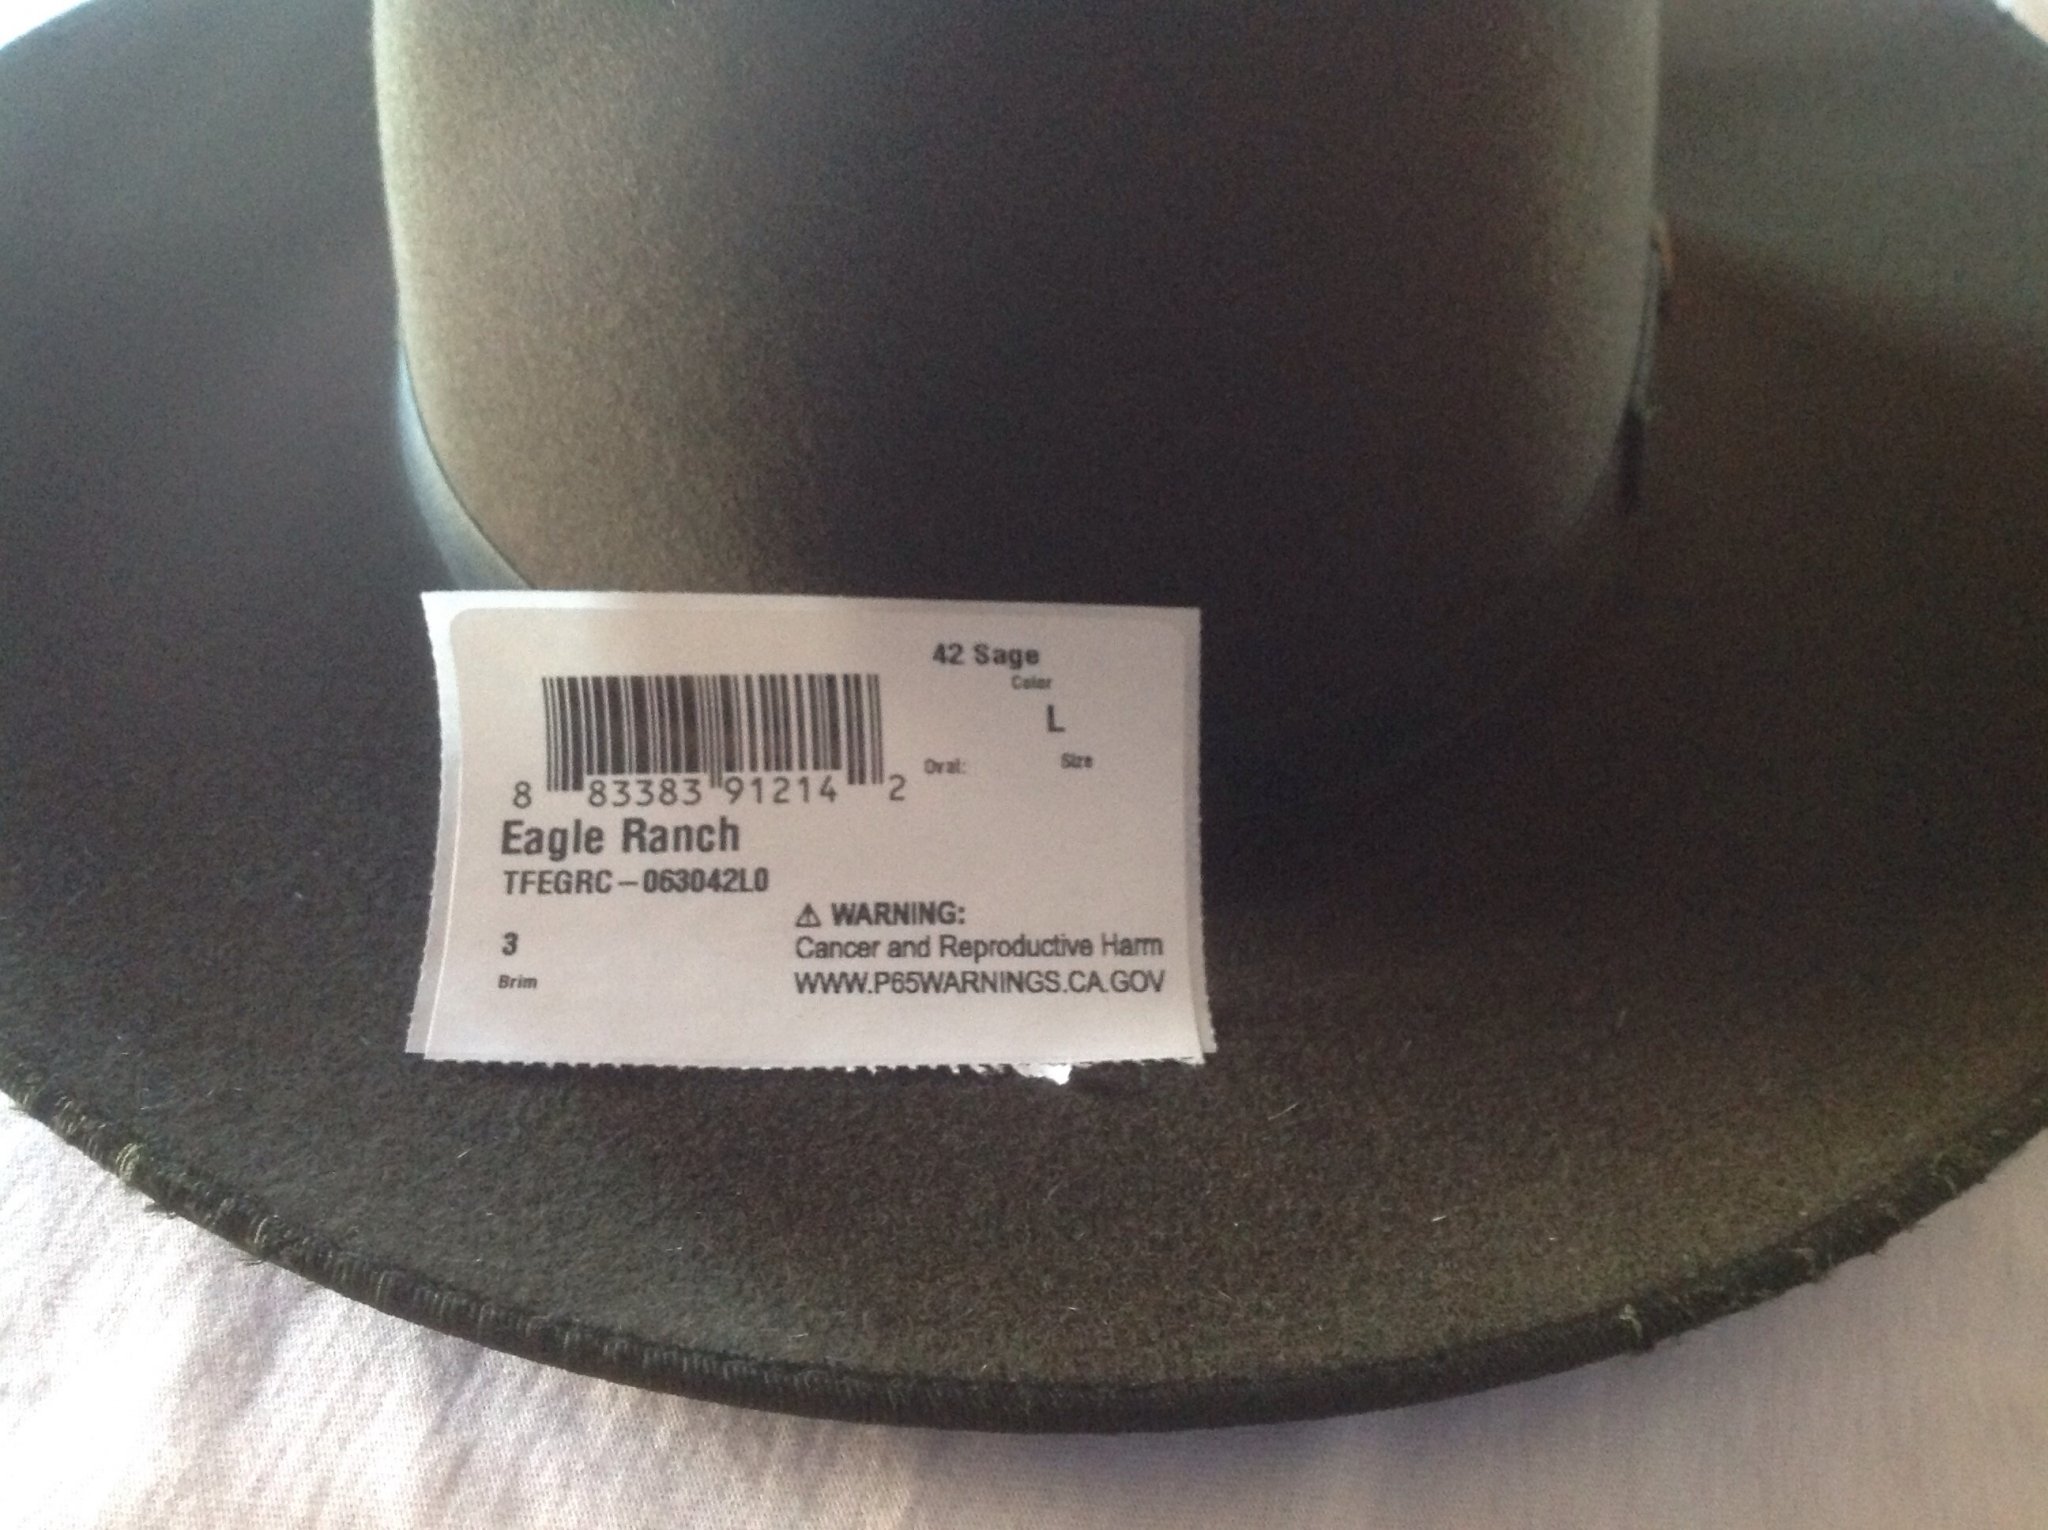 42 Sage
Color
L
Oval: Size
8 83383 91214 2
Eagle Ranch
TFEGRC-063042L0
⚠ WARNING:
3 Cancer and Reproductive Harm
Brim WWW.P65WARNINGS.CA.GOV